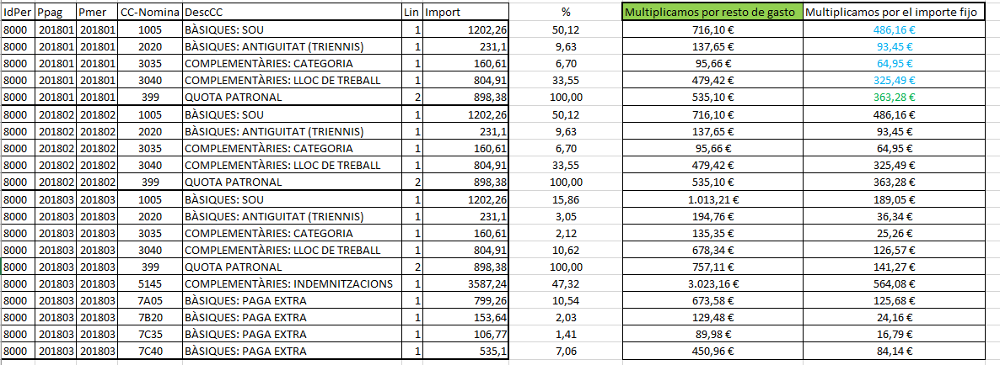 IdPer Ppag Pmer CC-Nomina DescCC Lin Import % Multiplicamos por resto de gasto Multiplicamos por el importe fijo
8000 201801 201801 1005 BÀSIQUES: SOU 1 1202,26 50,12 716,10 € 486,16 €
8000 201801 201801 2020 BÀSIQUES: ANTIGUITAT (TRIENNIS) 1 231,1 9,63 137,65 € 93,45 €
8000 201801 201801 3035 COMPLEMENTÀRIES: CATEGORIA 1 160,61 6,70 95,66 € 64,95 €
8000 201801 201801 3040 COMPLEMENTÀRIES: LLOC DE TREBALL 1 804,91 33,55 479,42 € 325,49 €
8000 201801 201801 399 QUOTA PATRONAL 2 898,38 100,00 535,10 € 363,28 €
8000 201802 201802 1005 BÀSIQUES: SOU 1 1202,26 50,12 716,10 € 486,16 €
8000 201802 201802 2020 BÀSIQUES: ANTIGUITAT (TRIENNIS) 1 231,1 9,63 137,65 € 93,45 €
8000 201802 201802 3035 COMPLEMENTÀRIES: CATEGORIA 1 160,61 6,70 95,66 € 64,95 €
8000 201802 201802 3040 COMPLEMENTÀRIES: LLOC DE TREBALL 1 804,91 33,55 479,42 € 325,49 €
8000 201802 201802 399 QUOTA PATRONAL 2 898,38 100,00 535,10 € 363,28 €
8000 201803 201803 1005 BÀSIQUES: SOU 1 1202,26 15,86 1.013,21 € 189,05 €
8000 201803 201803 2020 BÀSIQUES: ANTIGUITAT (TRIENNIS) 1 231,1 3,05 194,76 € 36,34 €
8000 201803 201803 3035 COMPLEMENTÀRIES: CATEGORIA 1 160,61 2,12 135,35 € 25,26 €
8000 201803 201803 3040 COMPLEMENTÀRIES: LLOC DE TREBALL 1 804,91 10,62 678,34 € 126,57 €
8000 201803 201803 399 QUOTA PATRONAL 2 898,38 100,00 757,11 € 141,27 €
8000 201803 201803 5145 COMPLEMENTÀRIES: INDEMNITZACIONS 1 3587,24 47,32 3.023,16 € 564,08 €
8000 201803 201803 7A05 BÀSIQUES: PAGA EXTRA 1 799,26 10,54 673,58 € 125,68 €
8000 201803 201803 7B20 BÀSIQUES: PAGA EXTRA 1 153,64 2,03 129,48 € 24,16 €
8000 201803 201803 7C35 BÀSIQUES: PAGA EXTRA 1 106,77 1,41 89,98 € 16,79 €
8000 201803 201803 7C40 BÀSIQUES: PAGA EXTRA 1 535,1 7,06 450,96 € 84,14 €